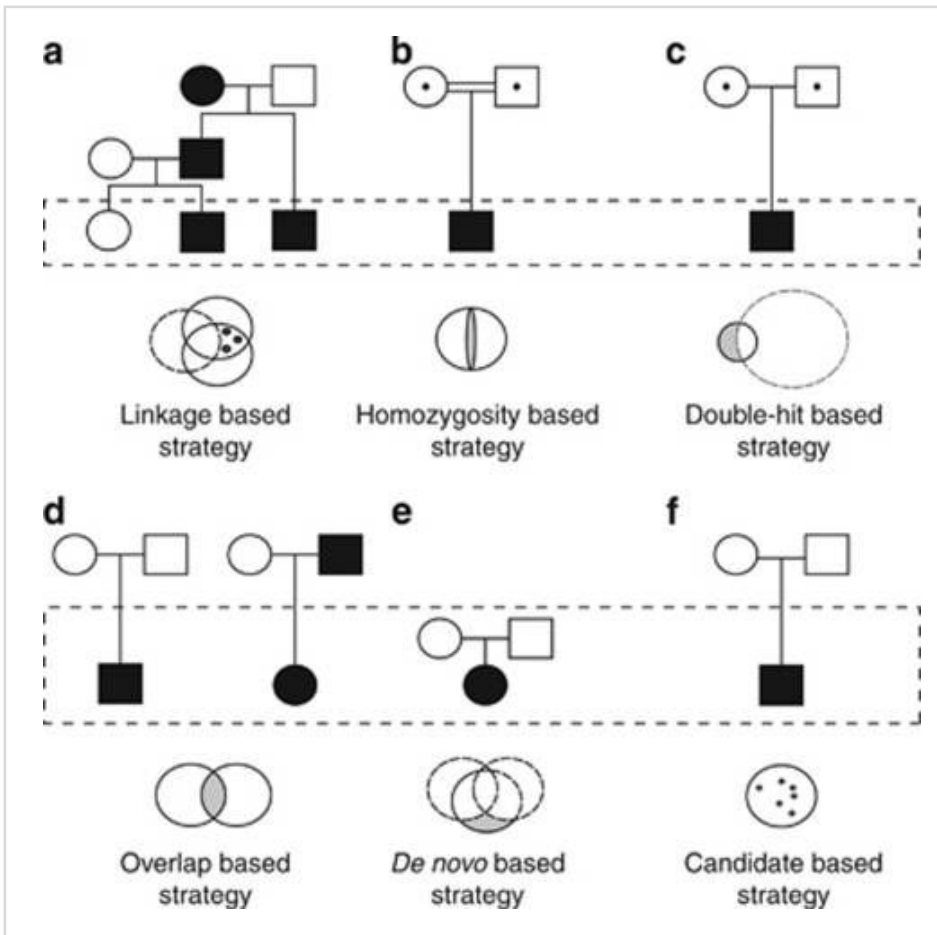 a
b
c
Linkage based
strategy
Homozygosity based
strategy
Double-hit based
strategy
d
e
f
Overlap based
strategy
De novo based
strategy
Candidate based
strategy